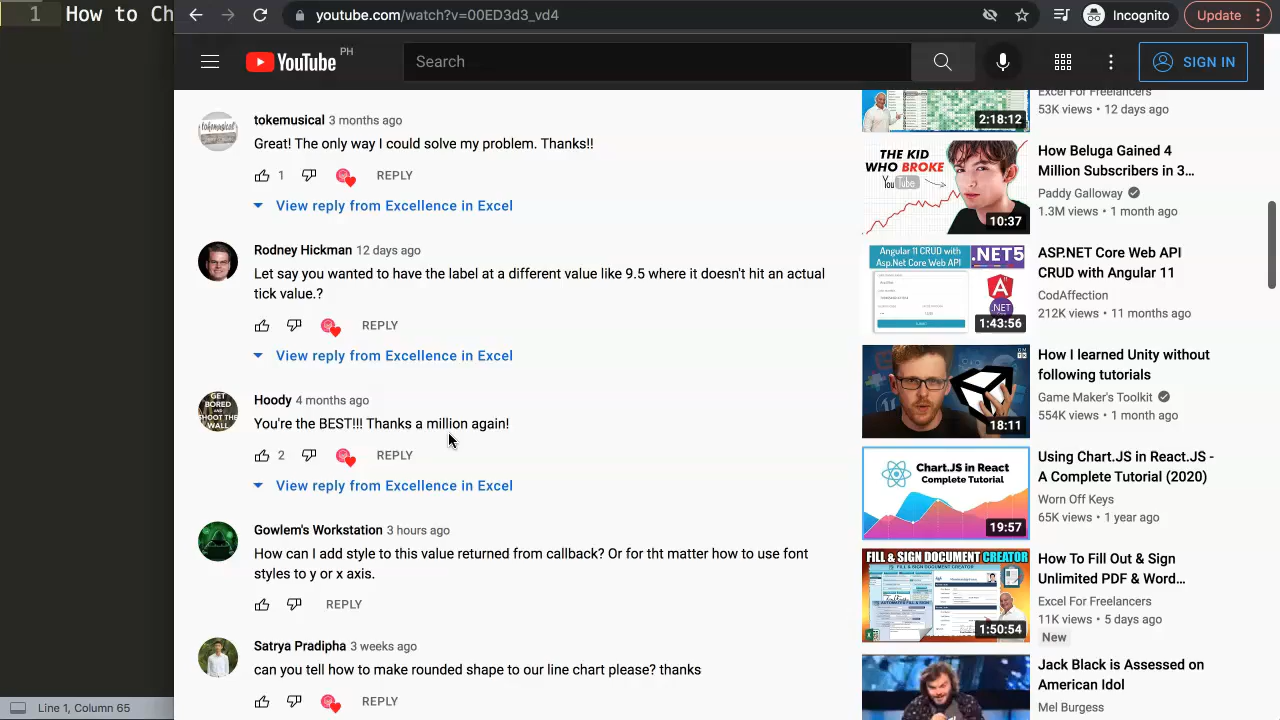 1 How to Ch
youtube.com/watch?v=00ED3d3_vd4
Incognito
Update
YouTube PH
Search
SIGN IN
tokemusical 3 months ago
Great! The only way I could solve my problem. Thanks!!
1 REPLY
View reply from Excellence in Excel
Rodney Hickman 12 days ago
Let say you wanted to have the label at a different value like 9.5 where it doesn't hit an actual
tick value.?
REPLY
View reply from Excellence in Excel
GET BORED AND SHOOT THE WALL
Hoody 4 months ago
You're the BEST!!! Thanks a million again!
2 REPLY
View reply from Excellence in Excel
Gowlem's Workstation 3 hours ago
How can I add style to this value returned from callback? Or for tht matter how to use font
styles to y or x axis.
REPLY
Satrya Pradipha 3 weeks ago
can you tell how to make rounded shape to our line chart please? thanks
REPLY
Excel For Freelancers
53K views • 12 days ago
2:18:12
THE KID
WHO BROKE
YouTube
10:37
How Beluga Gained 4
Million Subscribers in 3...
Paddy Galloway
1.3M views • 1 month ago
Angular 11 CRUD with
Asp.Net Core Web API
.NET5
.NET
1:43:56
ASP.NET Core Web API
CRUD with Angular 11
CodAffection
212K views • 11 months ago
18:11
How I learned Unity without
following tutorials
Game Maker's Toolkit
554K views • 1 month ago
Chart.JS in React
Complete Tutorial
19:57
Using Chart.JS in React.JS -
A Complete Tutorial (2020)
Worn Off Keys
65K views • 1 year ago
FILL & SIGN DOCUMENT CREATOR
1:50:54
How To Fill Out & Sign
Unlimited PDF & Word...
Excel For Freelancers
11K views • 5 days ago
New
Jack Black is Assessed on
American Idol
Mel Burgess
Line 1, Column 65